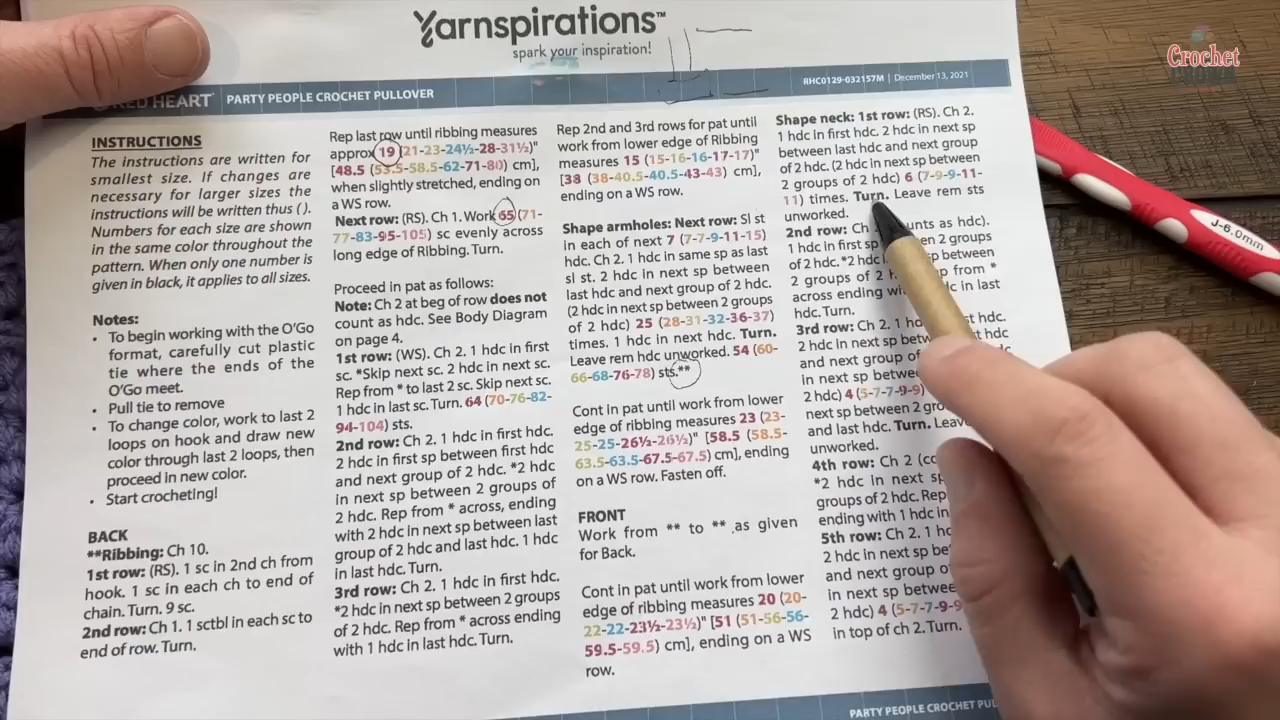 Yarnspirations™
spark your inspiration!
Crochet
RED HEART
PARTY PEOPLE CROCHET PULLOVER
RHC0129-032157M | December 13, 2021
INSTRUCTIONS
The instructions are written for
smallest size. If changes are
necessary for larger sizes the
instructions will be written thus ( ).
Numbers for each size are shown
in the same color throughout the
pattern. When only one number is
given in black, it applies to all sizes.
Notes:
• To begin working with the O'Go
format, carefully cut plastic
tie where the ends of the
O'Go meet.
• Pull tie to remove
• To change color, work to last 2
loops on hook and draw new
color through last 2 loops, then
proceed in new color.
• Start crocheting!
BACK
**Ribbing: Ch 10.
1st row: (RS). 1 sc in 2nd ch from
hook. 1 sc in each ch to end of
chain. Turn. 9 sc.
2nd row: Ch 1. 1 sctbl in each sc to
end of row. Turn.
Rep last row until ribbing measures
approx 19 (21-23-24½-28-31½)"
[48.5 (53.5-58.5-62-71-80) cm],
when slightly stretched, ending on
a WS row.
Next row: (RS). Ch 1. Work 65 (71-
77-83-95-105) sc evenly across
long edge of Ribbing. Turn.
Proceed in pat as follows:
Note: Ch 2 at beg of row does not
count as hdc. See Body Diagram
on page 4.
1st row: (WS). Ch 2. 1 hdc in first
sc. *Skip next sc. 2 hdc in next sc.
Rep from * to last 2 sc. Skip next sc.
1 hdc in last sc. Turn. 64 (70-76-82-
94-104) sts.
2nd row: Ch 2. 1 hdc in first hdc.
2 hdc in first sp between first hdc
and next group of 2 hdc. *2 hdc
in next sp between 2 groups of
2 hdc. Rep from * across, ending
with 2 hdc in next sp between last
group of 2 hdc and last hdc. 1 hdc
in last hdc. Turn.
3rd row: Ch 2. 1 hdc in first hdc.
*2 hdc in next sp between 2 groups
of 2 hdc. Rep from * across ending
with 1 hdc in last hdc. Turn.
Rep 2nd and 3rd rows for pat until
work from lower edge of Ribbing
measures 15 (15-16-16-17-17)"
[38 (38-40.5-40.5-43-43) cm],
ending on a WS row.
Shape armholes: Next row: Sl st
in each of next 7 (7-7-9-11-15)
hdc. Ch 2. 1 hdc in same sp as last
sl st. 2 hdc in next sp between
last hdc and next group of 2 hdc.
(2 hdc in next sp between 2 groups
of 2 hdc) 25 (28-31-32-36-37)
times. 1 hdc in next hdc. Turn.
Leave rem hdc unworked. 54 (60-
66-68-76-78) sts.**
Cont in pat until work from lower
edge of ribbing measures 23 (23-
25-25-26½-26½)" [58.5 (58.5-
63.5-63.5-67.5-67.5) cm], ending
on a WS row. Fasten off.
FRONT
Work from ** to ** as given
for Back.
Cont in pat until work from lower
edge of ribbing measures 20 (20-
22-22-23½-23½)" [51 (51-56-56-
59.5-59.5) cm], ending on a WS
row.
Shape neck: 1st row: (RS). Ch 2.
1 hdc in first hdc. 2 hdc in next sp
between last hdc and next group
of 2 hdc. (2 hdc in next sp between
2 groups of 2 hdc) 6 (7-9-9-11-
11) times. Turn. Leave rem sts
unworked.
2nd row: Ch counts as hdc).
1 hdc in first sp between 2 groups
of 2 hdc. *2 hdc between
2 groups of 2 from *
across ending in last
hdc. Turn.
3rd row: Ch 2. 1 hdc hdc.
2 hdc in next sp hdc
and next group of
in next sp between
2 hdc) 4 (5-7-7-9-9)
next sp between 2
and last hdc. Turn.
unworked.
4th row: Ch 2
*2 hdc in next sp
groups of 2 hdc. Rep
ending with 1 hdc in
5th row: Ch 2. 1
2 hdc in next sp
and next group
in next sp between
2 hdc) 4 (5-7-7-9-9
in top of ch 2. Turn.
J-6.0mm
PARTY PEOPLE CROCHET